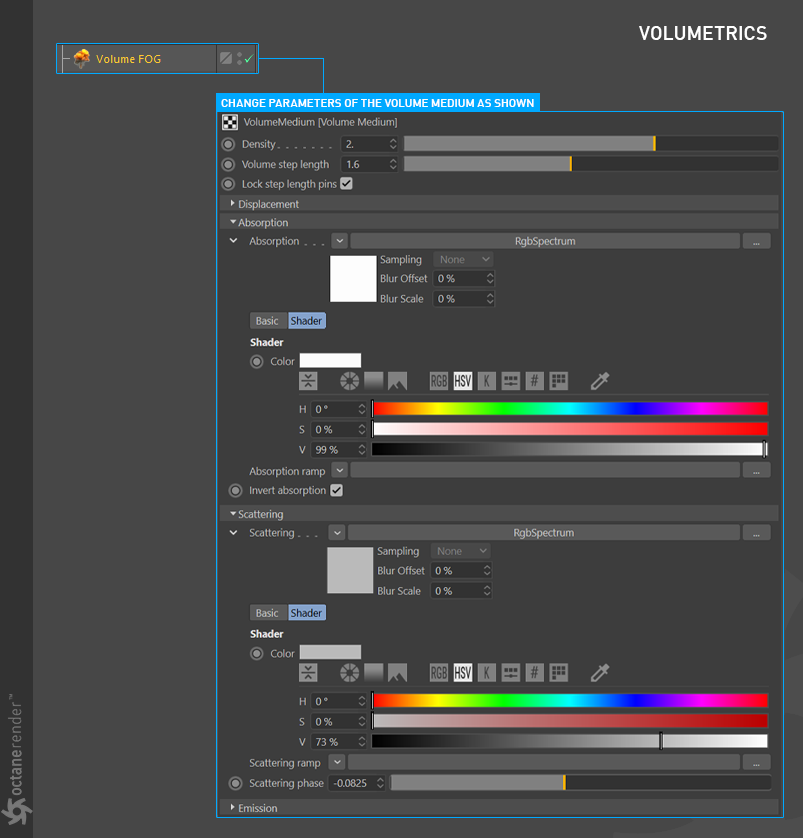 VOLUMETRICS
Volume FOG
CHANGE PARAMETERS OF THE VOLUME MEDIUM AS SHOWN
VolumeMedium [Volume Medium]
Density . . . . . . . 2.
Volume step length 1.6
Lock step length pins
Displacement
Absorption
Absorption . . . RgbSpectrum ...
Sampling None
Blur Offset 0 %
Blur Scale 0 %
Basic Shader
Shader
Color
RGB HSV K #
H 0 °
S 0 %
V 99 %
Absorption ramp ...
Invert absorption
Scattering
Scattering . . . RgbSpectrum ...
Sampling None
Blur Offset 0 %
Blur Scale 0 %
Basic Shader
Shader
Color
RGB HSV K #
H 0 °
S 0 %
V 73 %
Scattering ramp ...
Scattering phase -0.0825
Emission
octanerender™